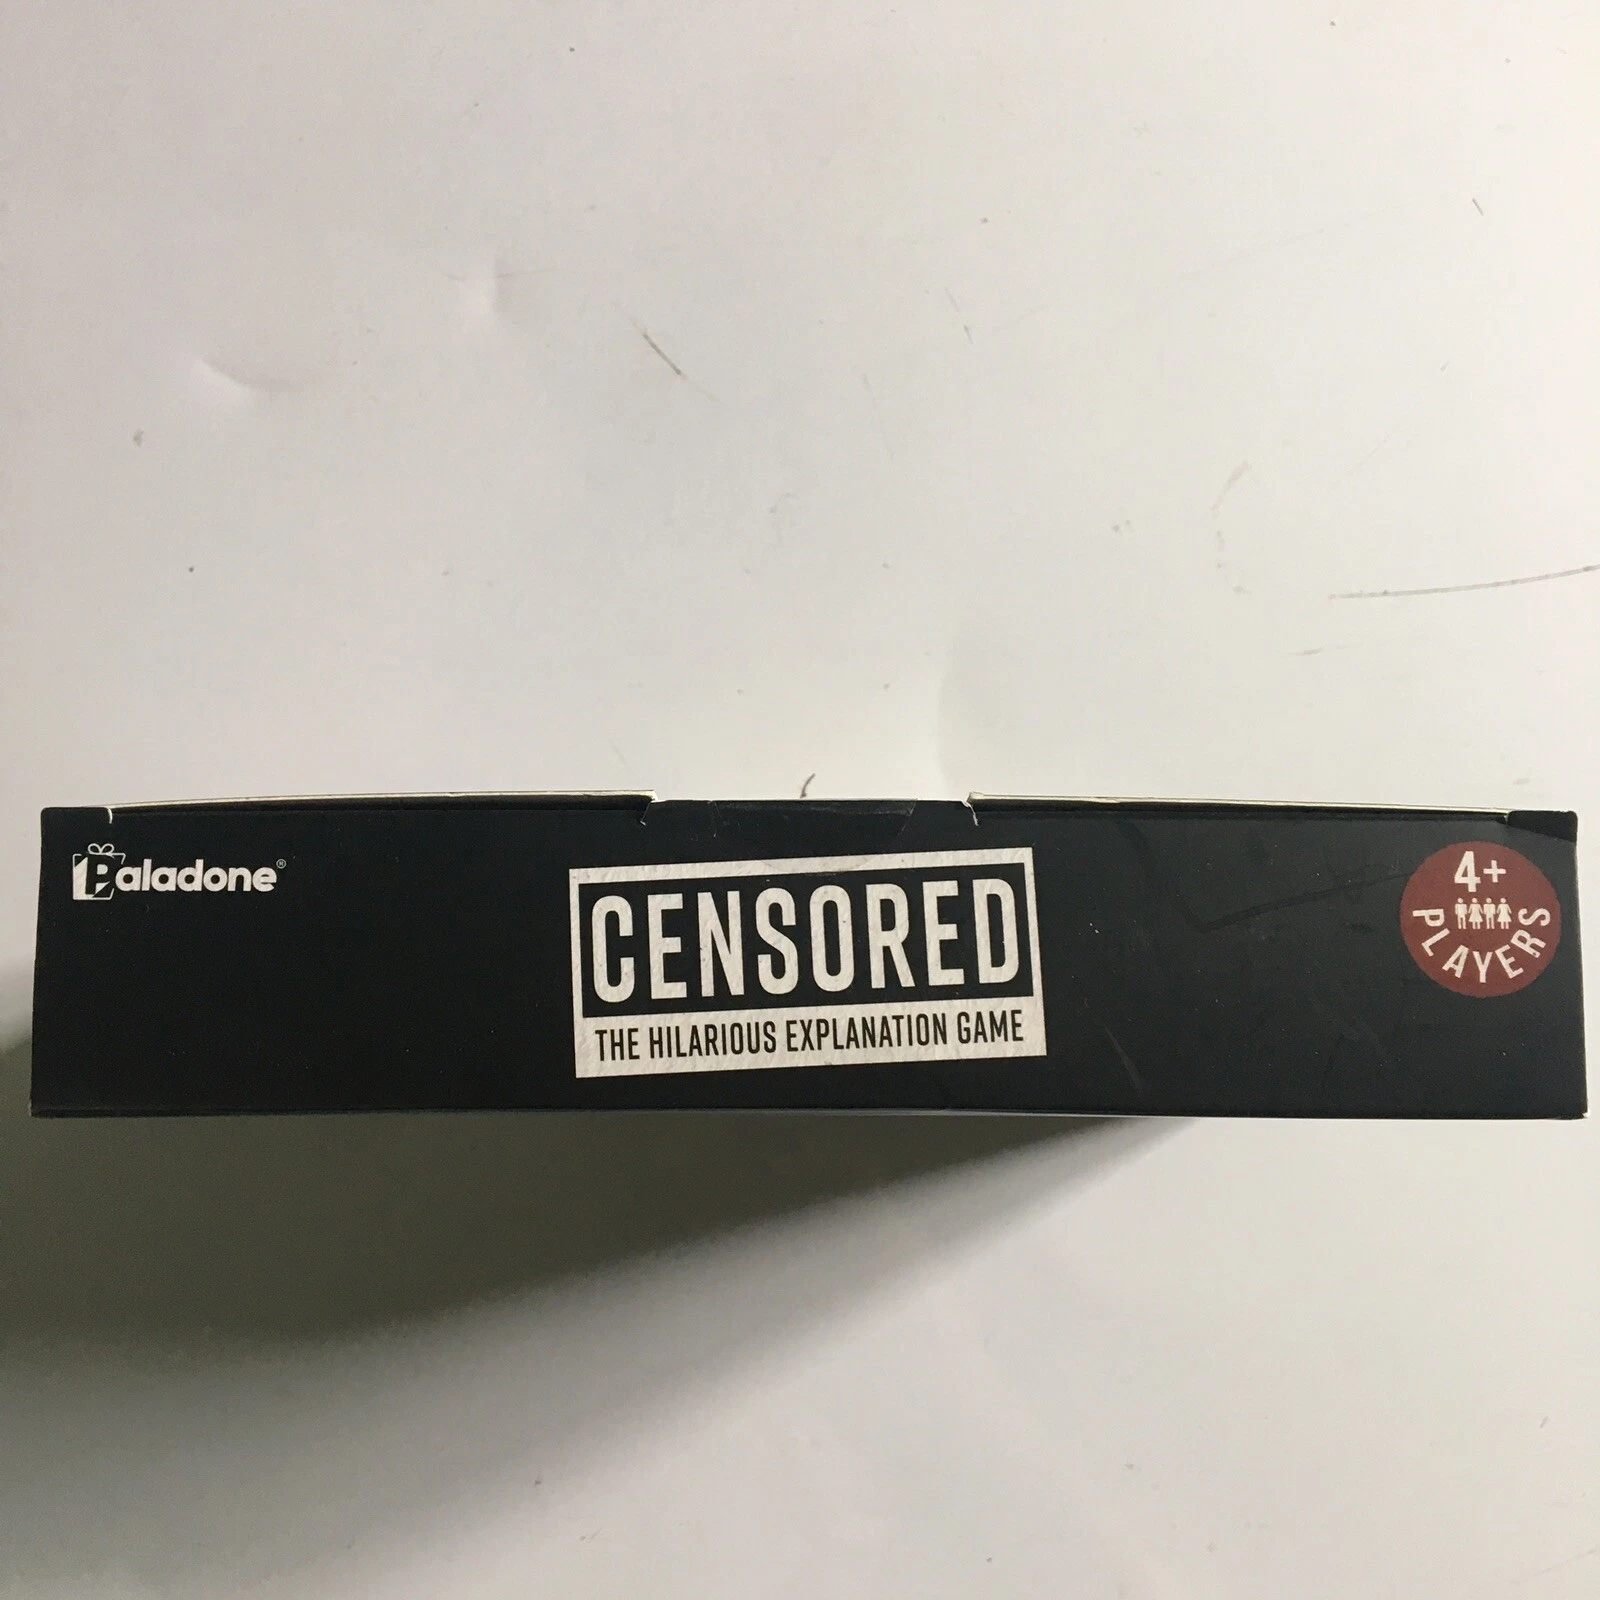 Paladone®
CENSORED
THE HILARIOUS EXPLANATION GAME
4+
PLAYERS